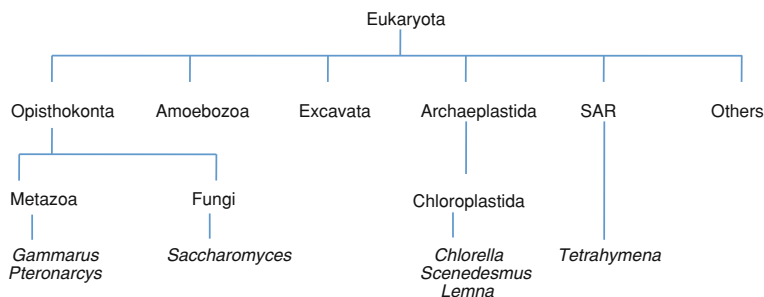 Eukaryota
Opisthokonta Amoebozoa Excavata Archaeplastida SAR Others
Metazoa Fungi Chloroplastida
Gammarus Saccharomyces Chlorella Tetrahymena
Pteronarcys Scenedesmus
Lemna